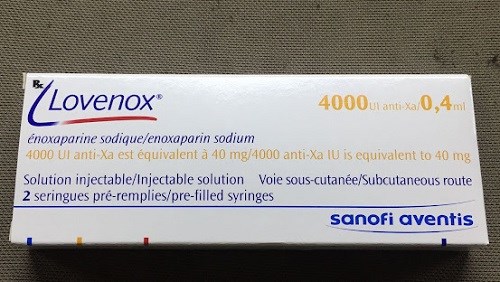 Rx
Lovenox®
4000 UI anti-Xa/0,4 ml
énoxaparine sodique/enoxaparin sodium
4000 UI anti-Xa est équivalent à 40 mg/4000 anti-Xa IU is equivalent to 40 mg
Solution injectable/Injectable solution Voie sous-cutanée/Subcutaneous route
2 seringues pré-remplies/pre-filled syringes
sanofi aventis